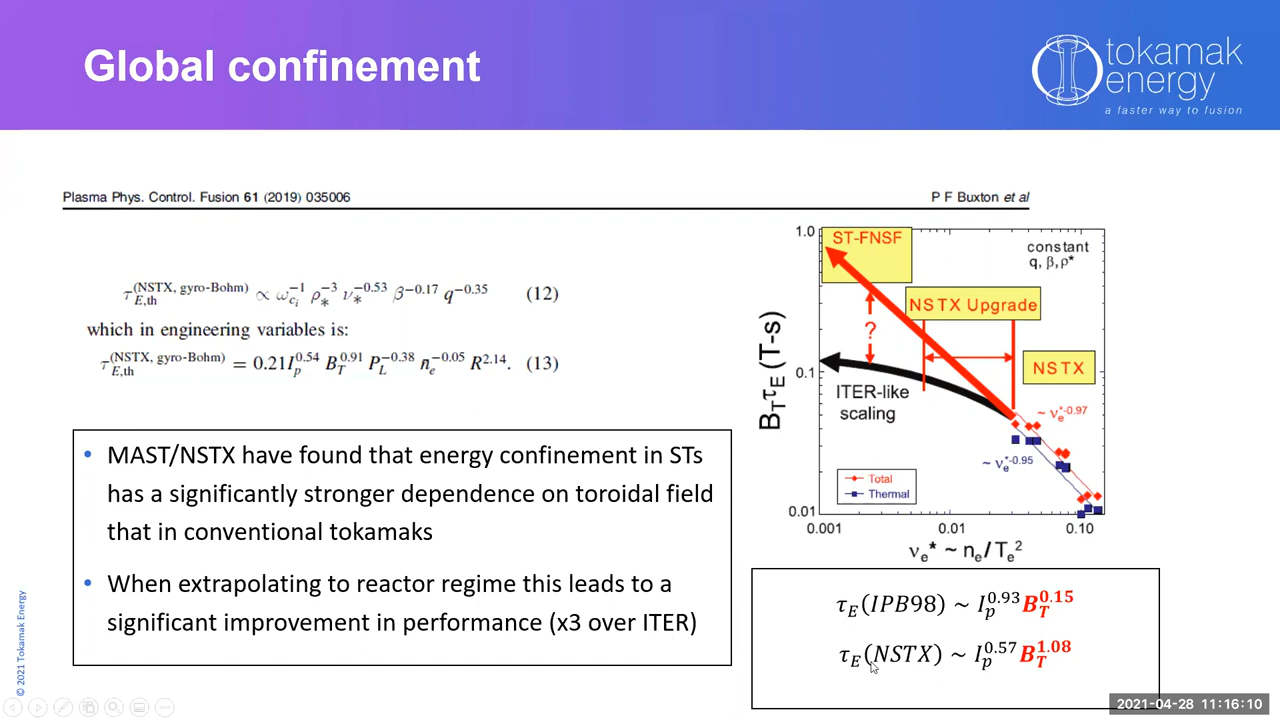 Global confinement
tokamak
energy
a faster way to fusion
Plasma Phys. Control. Fusion 61 (2019) 035006
P F Buxton et al
τ_{E,th}^{(NSTX, gyro-Bohm)} ∝ ω_{c_i}^{-1} ρ_*^{-3} ν_*^{-0.53} β^{-0.17} q^{-0.35} (12)
which in engineering variables is:
τ_{E,th}^{(NSTX, gyro-Bohm)} = 0.21 I_p^{0.54} B_T^{0.91} P_L^{-0.38} n_e^{-0.05} R^{2.14}. (13)
• MAST/NSTX have found that energy confinement in STs
has a significantly stronger dependence on toroidal field
that in conventional tokamaks
• When extrapolating to reactor regime this leads to a
significant improvement in performance (x3 over ITER)
1.0
ST-FNSF
constant
q, β, ρ*
NSTX Upgrade
?
NSTX
0.1
ITER-like
scaling
~ ν_e^{*-0.97}
~ ν_e^{*-0.95}
Total
Thermal
0.01
B_T τ_E (T-s)
0.001
0.01
0.10
ν_e* ~ n_e/T_e^2
τ_E(IPB98) ~ I_p^{0.93} B_T^{0.15}
τ_E(NSTX) ~ I_p^{0.57} B_T^{1.08}
© 2021 Tokamak Energy
2021-04-28 11:16:10